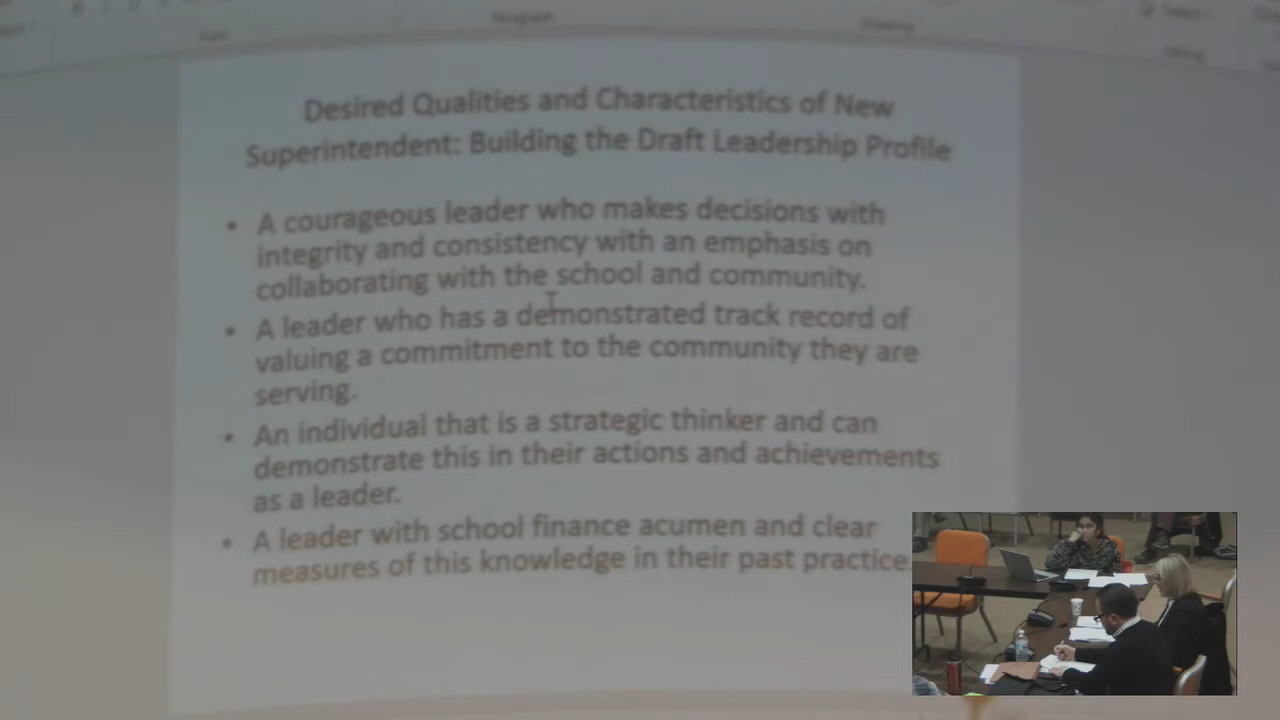 Paragraph
Drawing
Select
Editing
Desired Qualities and Characteristics of New
Superintendent: Building the Draft Leadership Profile
• A courageous leader who makes decisions with
integrity and consistency with an emphasis on
collaborating with the school and community.
• A leader who has a demonstrated track record of
valuing a commitment to the community they are
serving.
• An individual that is a strategic thinker and can
demonstrate this in their actions and achievements
as a leader.
• A leader with school finance acumen and clear
measures of this knowledge in their past practice